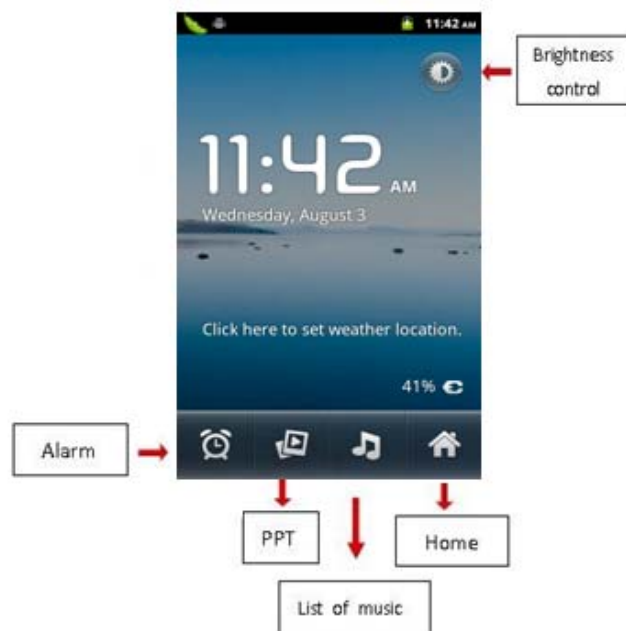 11:42 AM
Brightness
control
11:42 AM
Wednesday, August 3
Click here to set weather location.
41%
Alarm
PPT
Home
List of music